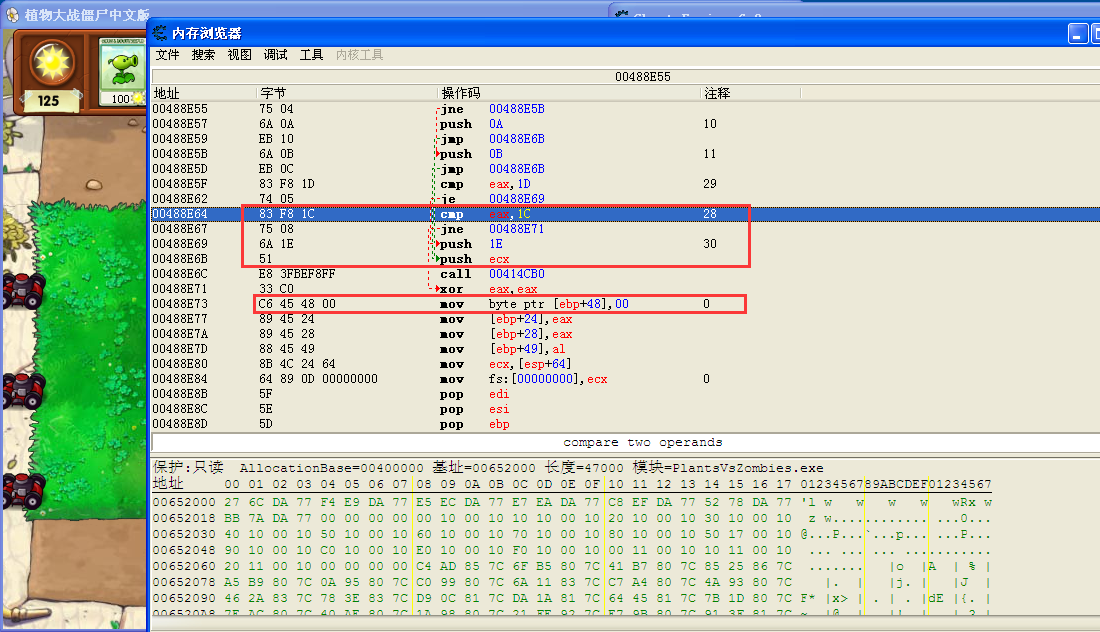 植物大战僵尸中文版
125
100
内存浏览器
文件 搜索 视图 调试 工具 内核工具
00488E55
地址 字节 操作码 注释
00488E55 75 04 jne 00488E5B
00488E57 6A 0A push 0A 10
00488E59 EB 10 jmp 00488E6B
00488E5B 6A 0B push 0B 11
00488E5D EB 0C jmp 00488E6B
00488E5F 83 F8 1D cmp eax,1D 29
00488E62 74 05 je 00488E69
00488E64 83 F8 1C cmp eax,1C 28
00488E67 75 08 jne 00488E71
00488E69 6A 1E push 1E 30
00488E6B 51 push ecx
00488E6C E8 3FBEF8FF call 00414CB0
00488E71 33 C0 xor eax,eax
00488E73 C6 45 48 00 mov byte ptr [ebp+48],00 0
00488E77 89 45 24 mov [ebp+24],eax
00488E7A 89 45 28 mov [ebp+28],eax
00488E7D 88 45 49 mov [ebp+49],al
00488E80 8B 4C 24 64 mov ecx,[esp+64]
00488E84 64 89 0D 00000000 mov fs:[00000000],ecx 0
00488E8B 5F pop edi
00488E8C 5E pop esi
00488E8D 5D pop ebp
compare two operands
保护:只读 AllocationBase=00400000 基址=00652000 长度=47000 模块=PlantsVsZombies.exe
地址 00 01 02 03 04 05 06 07 08 09 0A 0B 0C 0D 0E 0F 10 11 12 13 14 15 16 17 0123456789ABCDEF01234567
00652000 27 6C DA 77 F4 E9 DA 77 E5 EC DA 77 E7 EA DA 77 C8 EF DA 77 52 78 DA 77 'l w w w w wRx w
00652018 BB 7A DA 77 00 00 00 00 00 10 00 10 10 10 00 10 20 10 00 10 30 10 00 10
00652030 40 10 00 10 50 10 00 10 60 10 00 10 70 10 00 10 80 10 00 10 50 17 00 10 @...P...`...p.......P...
00652048 90 10 00 10 C0 10 00 10 E0 10 00 10 F0 10 00 10 00 11 00 10 10 11 00 10
00652060 20 11 00 10 00 00 00 00 C4 AD 85 7C 6F B5 80 7C 41 B7 80 7C 85 25 86 7C
00652078 A5 B9 80 7C 0A 95 80 7C C0 99 80 7C 6A 11 83 7C C7 A4 80 7C 4A 93 80 7C
00652090 46 2A 83 7C 78 3E 83 7C D9 0C 81 7C DA 1A 81 7C 64 45 81 7C 7B 1D 80 7C